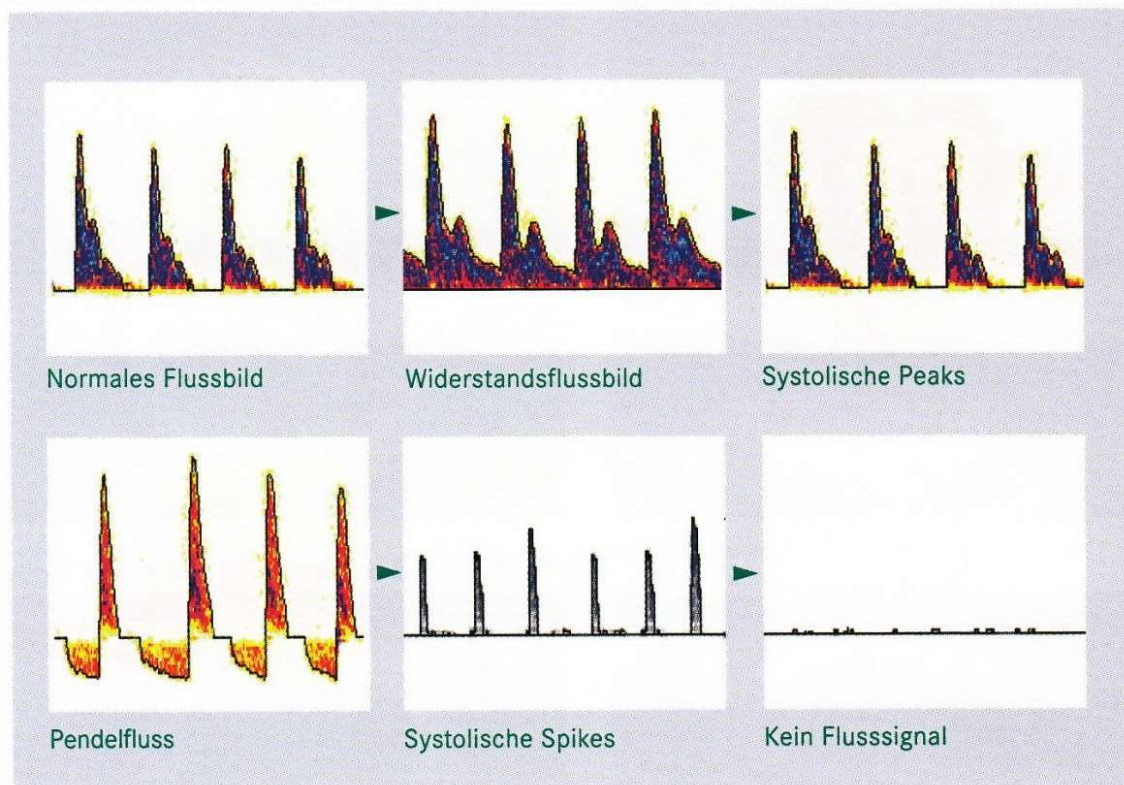 Normales Flussbild
Widerstandsflussbild
Systolische Peaks
Pendelfluss
Systolische Spikes
Kein Flusssignal